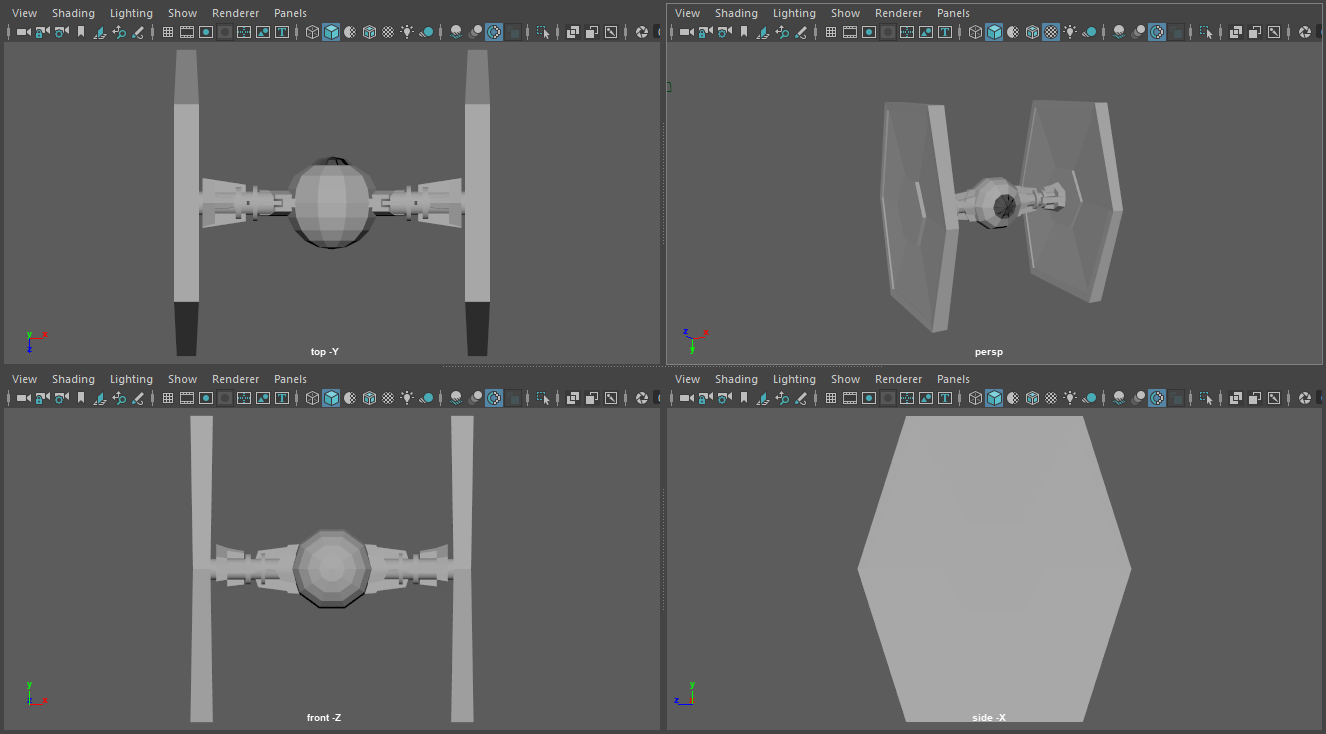 View Shading Lighting Show Renderer Panels
y x
z
top -Y
View Shading Lighting Show Renderer Panels
z x
y
persp
View Shading Lighting Show Renderer Panels
y
z x
front -Z
View Shading Lighting Show Renderer Panels
y
z
side -X